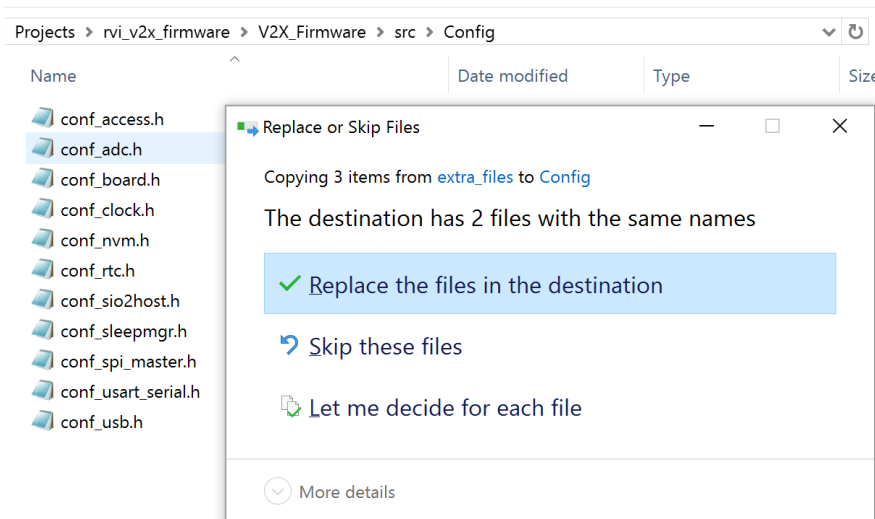 Projects > rvi_v2x_firmware > V2X_Firmware > src > Config
Name Date modified Type Size
conf_access.h
conf_adc.h
conf_board.h
conf_clock.h
conf_nvm.h
conf_rtc.h
conf_sio2host.h
conf_sleepmgr.h
conf_spi_master.h
conf_usart_serial.h
conf_usb.h
Replace or Skip Files
Copying 3 items from extra_files to Config
The destination has 2 files with the same names
Replace the files in the destination
Skip these files
Let me decide for each file
More details